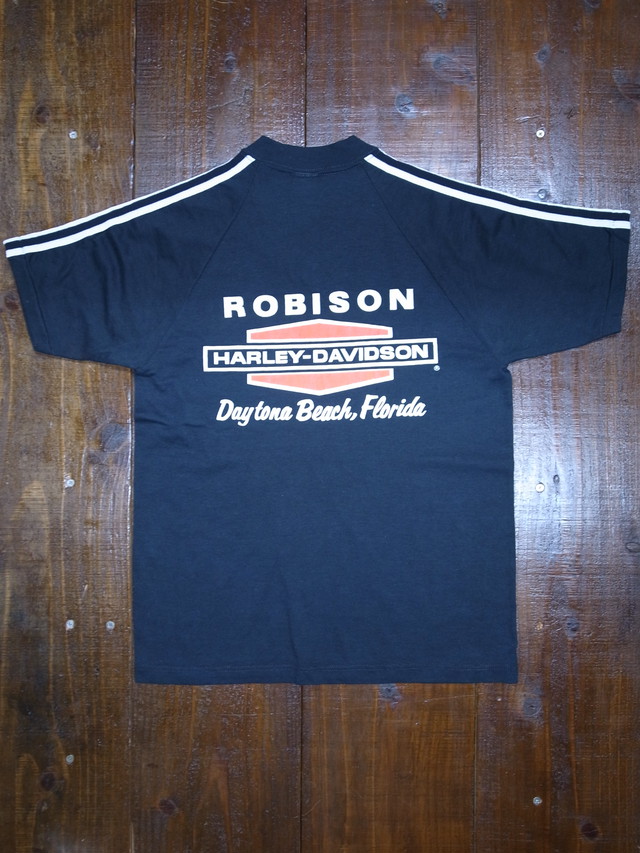 ROBISON
HARLEY-DAVIDSON®
Daytona Beach, Florida